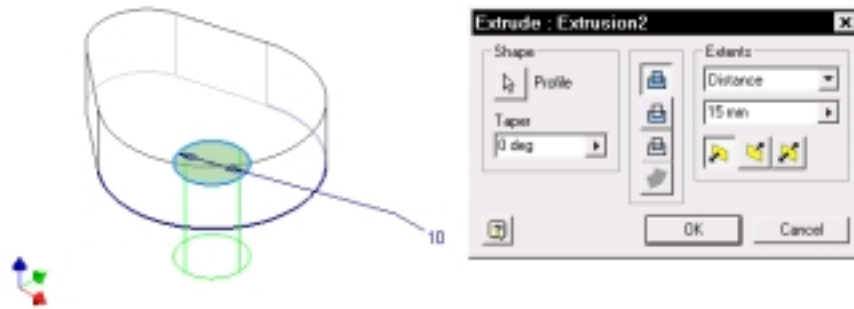 10
Extrude : Extrusion2
Shape
Profile
Taper
0 deg
Extents
Distance
15 mm
?
OK
Cancel